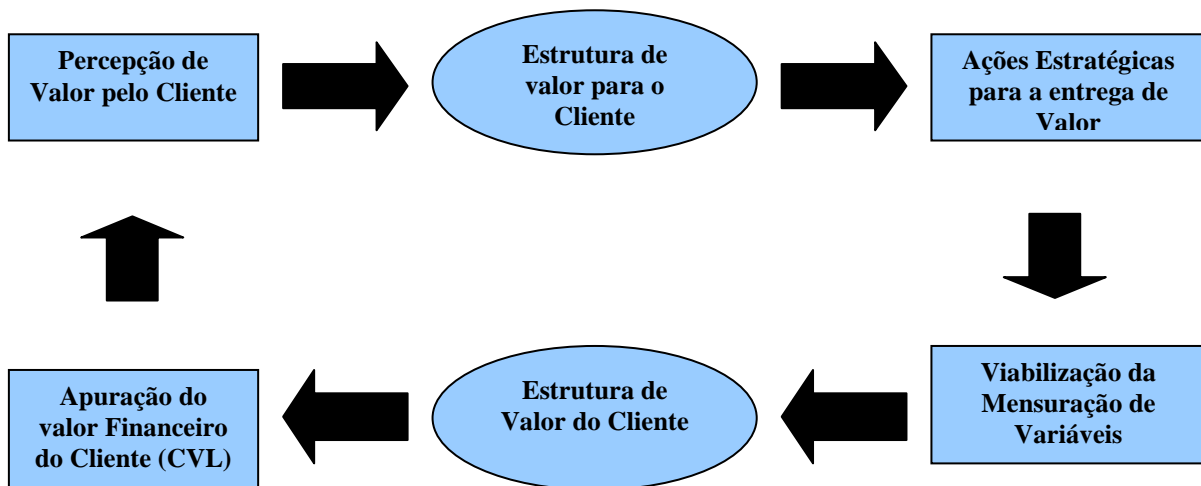 Percepção de
Valor pelo Cliente
Estrutura de
valor para o
Cliente
Ações Estratégicas
para a entrega de
Valor
Viabilização da
Mensuração de
Variáveis
Estrutura de
Valor do Cliente
Apuração do
valor Financeiro
do Cliente (CVL)